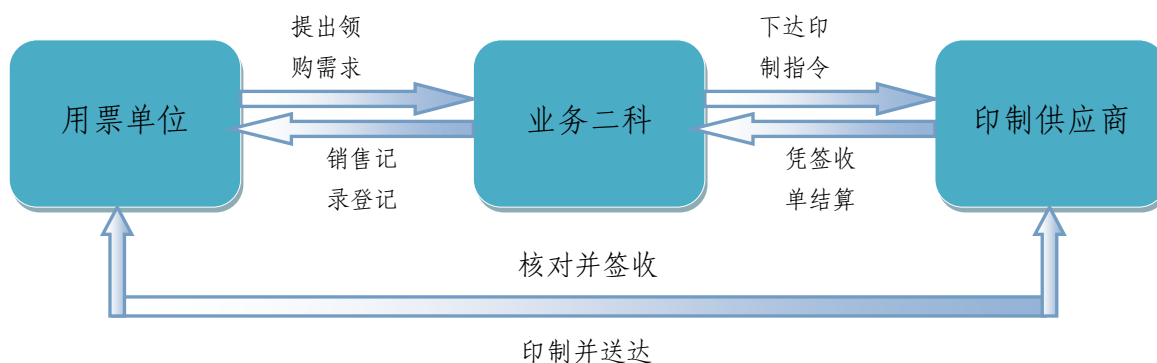 提出领
购需求
下达印
制指令
用票单位
业务二科
印制供应商
销售记
录登记
凭签收
单结算
核对并签收
印制并送达